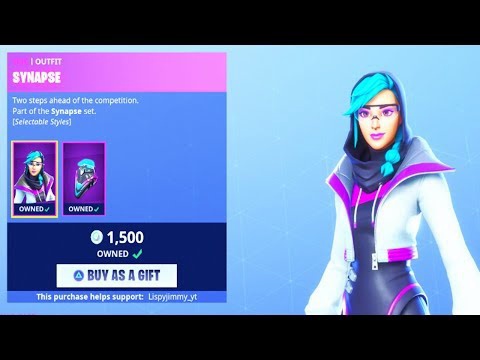 | OUTFIT
SYNAPSE
Two steps ahead of the competition.
Part of the Synapse set.
[Selectable Styles]
OWNED OWNED
1,500
OWNED
BUY AS A GIFT
This purchase helps support: Lispyjimmy_yt